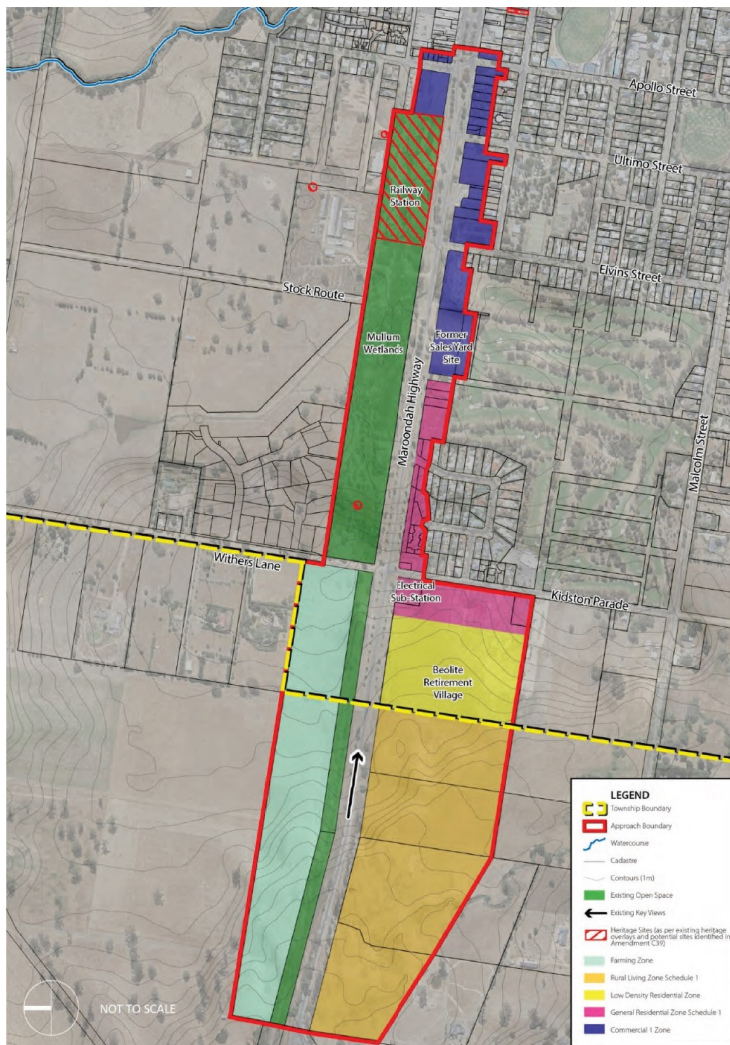 Apollo Street
Ultimo Street
Railway
Station
Elvins Street
Stock Route
Mullum
Wetlancs
Former
Sales Yard
Site
Maroondah Highway
Malcolm Street
Withers Lane
Electrical
Sub-Station
Kidston Parade
Beolite
Retirement
Village
LEGEND
Township Boundary
Approach Boundary
Watercourse
Cadastre
Contours (1m)
Existing Open Space
Existing Key Views
Heritage Sites (as per existing heritage
overlays and potential sites identified in
Amendment C39)
Farming Zone
Rural Living Zone Schedule 1
Low Density Residential Zone
General Residential Zone Schedule 1
Commercial 1 Zone
NOT TO SCALE